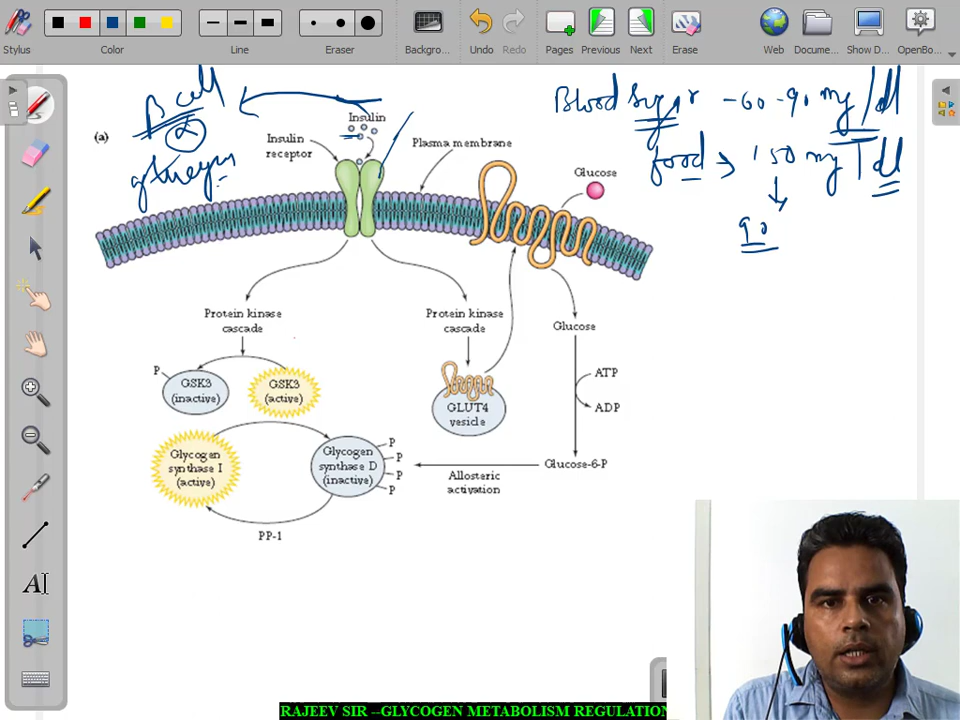 Stylus
Color
Line
Eraser
Backgro...
Undo
Redo
Pages
Previous
Next
Erase
Web
Docume...
Show D...
OpenBo...
β cell
α
Blood Sugar - 60-90 mg/dl
food → 150 mg/dl
90
(a)
Insulin
Insulin
receptor
Plasma membrane
Glucose
Protein kinase
cascade
Protein kinase
cascade
Glucose
P
GSK3
(inactive)
GSK3
(active)
GLUT4
vesicle
ATP
ADP
Glycogen
synthase I
(active)
Glycogen
synthase D
(inactive)
P
P
P
P
Allosteric
activation
Glucose-6-P
PP-1
A
RAJEEV SIR --GLYCOGEN METABOLISM REGULATION